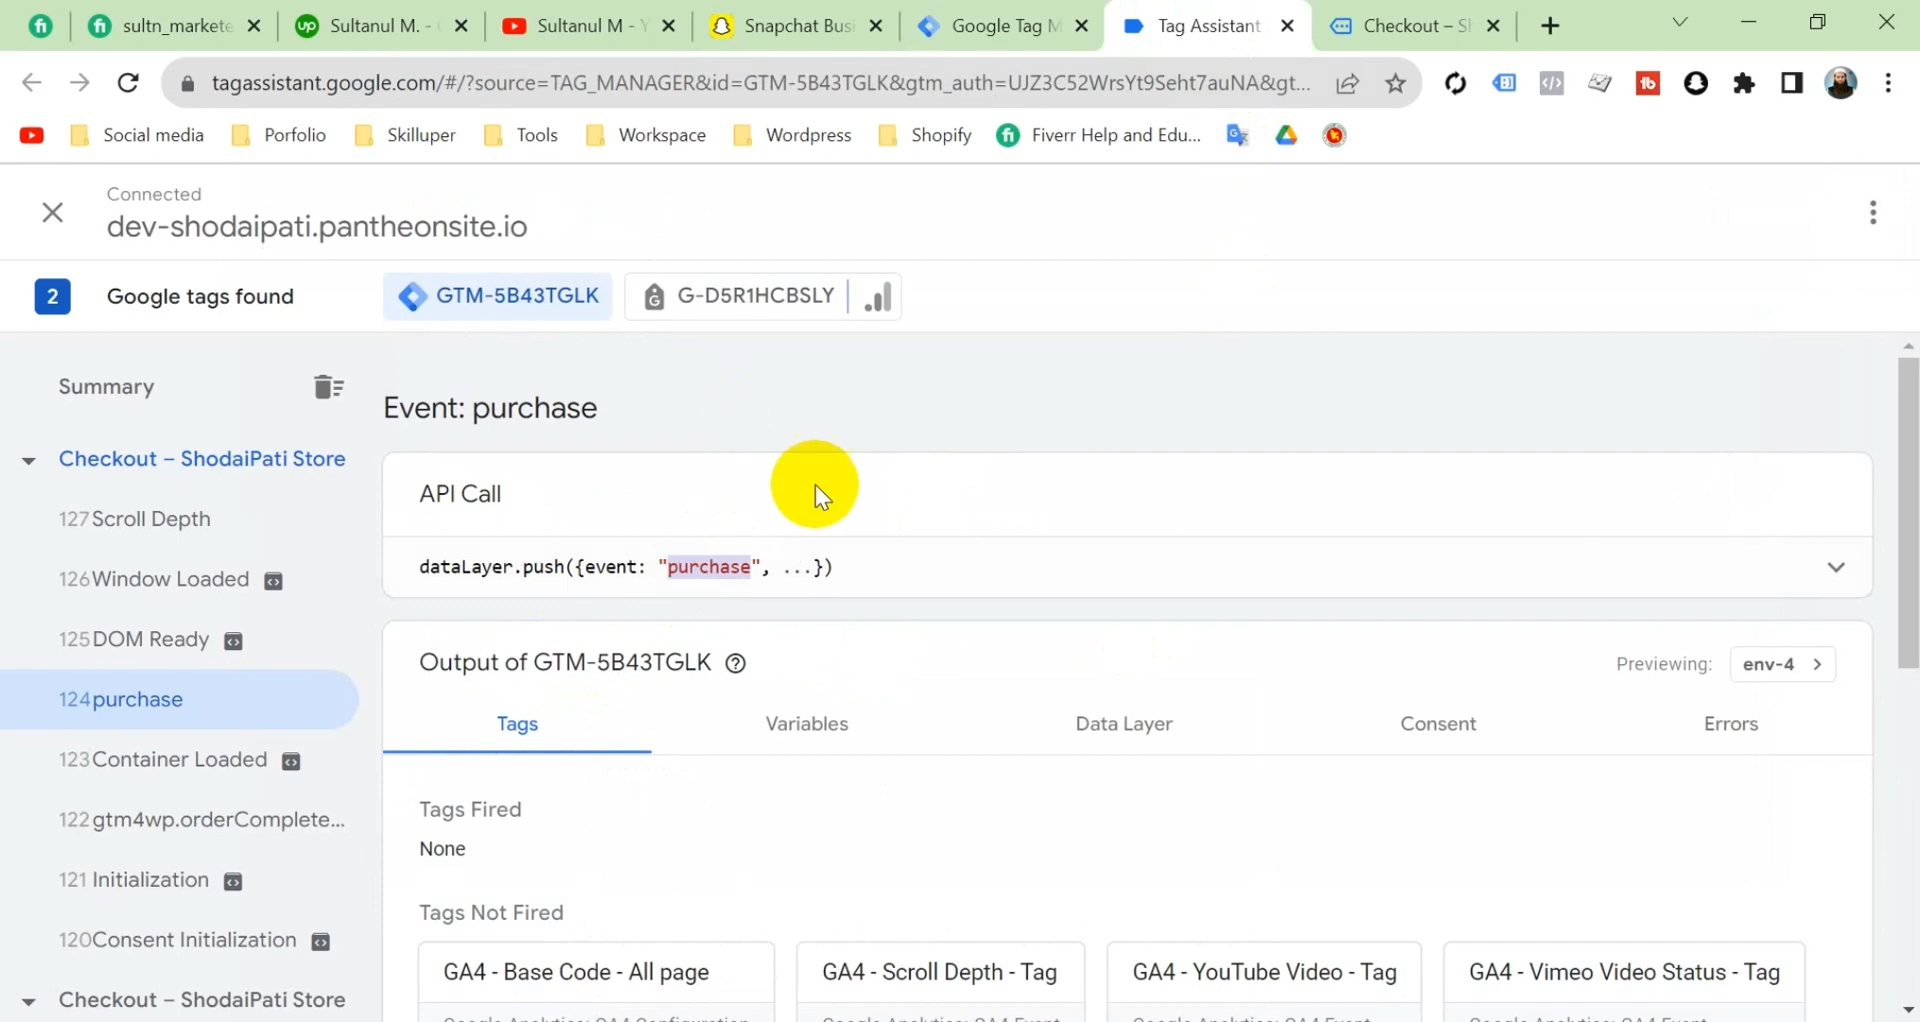 sultn_markete
Sultanul M. -
Sultanul M - Y
Snapchat Busi
Google Tag M
Tag Assistant
Checkout – Sh
tagassistant.google.com/#/?source=TAG_MANAGER&id=GTM-5B43TGLK&gtm_auth=UJZ3C52WrsYt9Seht7auNA&gt...
Social media
Porfolio
Skilluper
Tools
Workspace
Wordpress
Shopify
Fiverr Help and Edu...
Connected
dev-shodaipati.pantheonsite.io
2 Google tags found
GTM-5B43TGLK
G-D5R1HCBSLY
Summary
Checkout – ShodaiPati Store
127 Scroll Depth
126 Window Loaded
125 DOM Ready
124 purchase
123 Container Loaded
122 gtm4wp.orderComplete...
121 Initialization
120 Consent Initialization
Checkout – ShodaiPati Store
Event: purchase
API Call
dataLayer.push({event: "purchase", ...})
Output of GTM-5B43TGLK
Previewing: env-4
Tags
Variables
Data Layer
Consent
Errors
Tags Fired
None
Tags Not Fired
GA4 - Base Code - All page
GA4 - Scroll Depth - Tag
GA4 - YouTube Video - Tag
GA4 - Vimeo Video Status - Tag